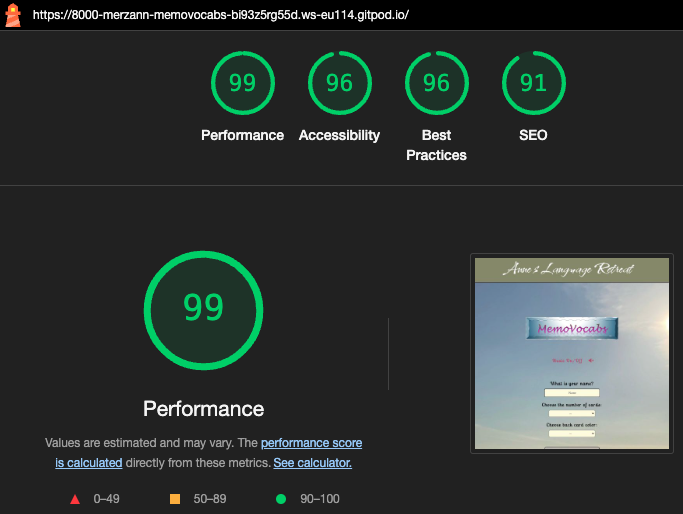 https://8000-merzann-memovocabs-bi93z5rg55d.ws-eu114.gitpod.io/
99 96 96 91
Performance Accessibility Best Practices SEO
99
Performance
Values are estimated and may vary. The performance score
is calculated directly from these metrics. See calculator.
0–49 50–89 90–100
Anne's Language Retreat
MemoVocabs
What is your name?
Choose the number of cards:
Choose back card color: